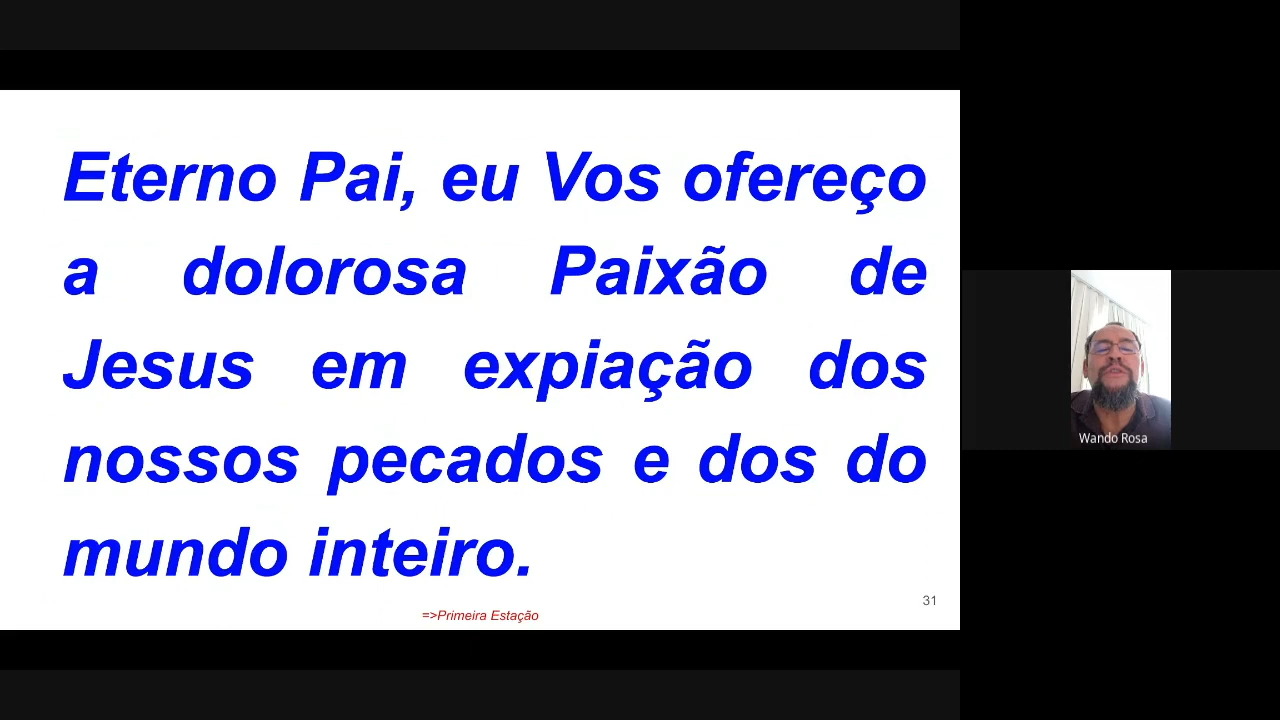 Eterno Pai, eu Vos ofereço
a dolorosa Paixão de
Jesus em expiação dos
nossos pecados e dos do
mundo inteiro.
31
=>Primeira Estação
Wando Rosa